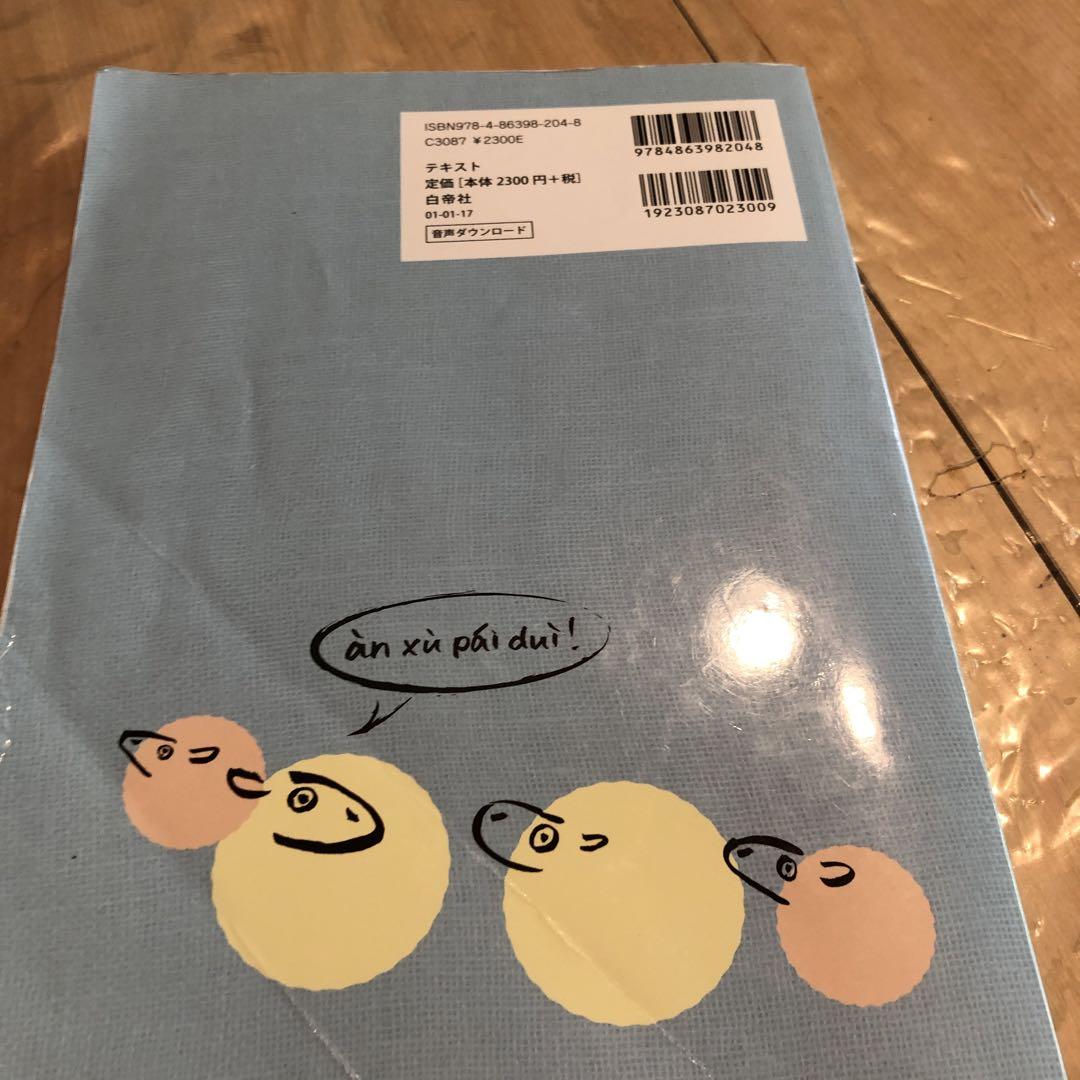 ISBN978-4-86398-204-8
C3087 ¥2300E
テキスト
定価[本体 2300 円+税]
白帝社
01-01-17
音声ダウンロード
9784863982048
1923087023009
àn xù pái duì!